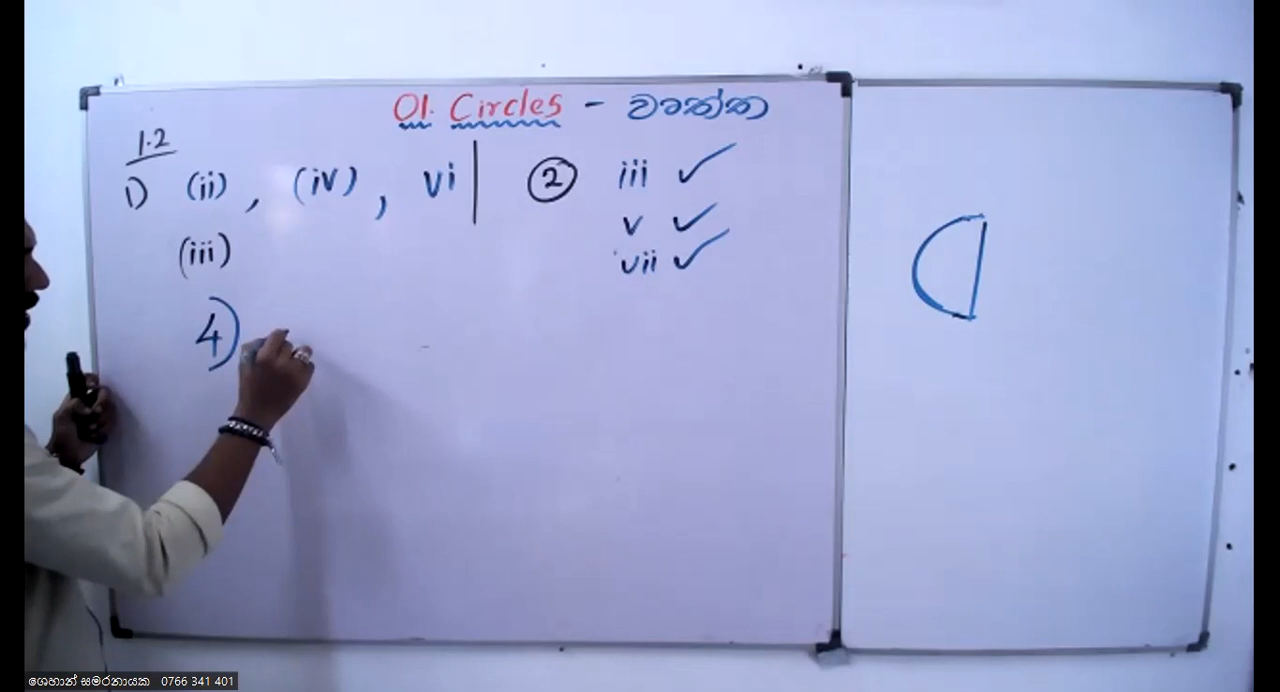 01. Circles - වෘත්ත
1.2
1) (ii) , (iv) , vi | ② iii ✓
v ✓
(iii) vii ✓
4)
ශෙහාන් සමරනායක 0766 341 401